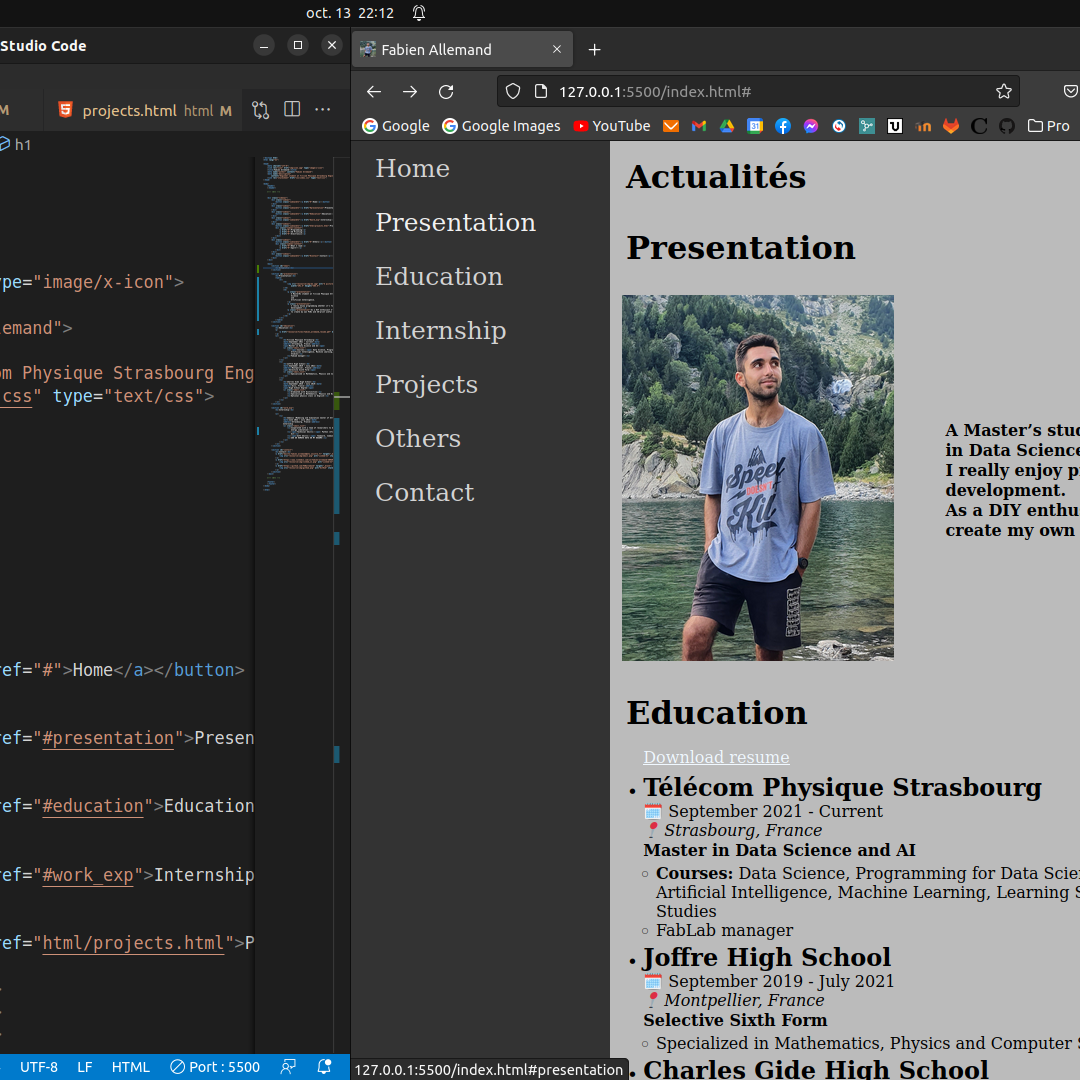 oct. 13 22:12
Studio Code
M
projects.html html M
h1
ype="image/x-icon">
lemand">
om Physique Strasbourg Eng
css" type="text/css">
ref="#">Home</a></button>
ref="#presentation">Presen
ref="#education">Education
ref="#work_exp">Internship
ref="html/projects.html">P
UTF-8 LF HTML Port : 5500
Fabien Allemand
127.0.0.1:5500/index.html#
Google Google Images YouTube Pro
Home
Presentation
Education
Internship
Projects
Others
Contact
127.0.0.1:5500/index.html#presentation
Actualités
Presentation
Speed
DOESN'T
Kil
A Master’s stud
in Data Science
I really enjoy p
development.
As a DIY enthu
create my own
Education
Download resume
• Télécom Physique Strasbourg
September 2021 - Current
Strasbourg, France
Master in Data Science and AI
◦ Courses: Data Science, Programming for Data Scien
Artificial Intelligence, Machine Learning, Learning S
Studies
◦ FabLab manager
• Joffre High School
September 2019 - July 2021
Montpellier, France
Selective Sixth Form
◦ Specialized in Mathematics, Physics and Computer S
• Charles Gide High School